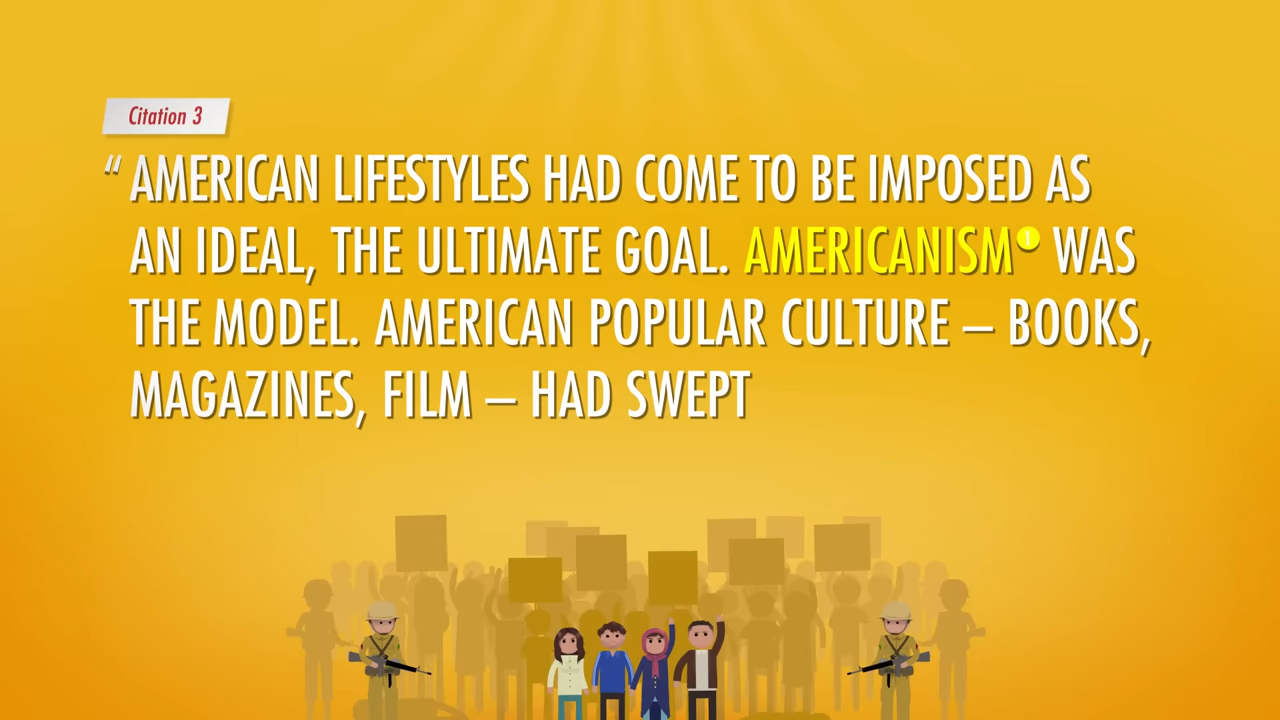 Citation 3
“ AMERICAN LIFESTYLES HAD COME TO BE IMPOSED AS
AN IDEAL, THE ULTIMATE GOAL. AMERICANISM1 WAS
THE MODEL. AMERICAN POPULAR CULTURE – BOOKS,
MAGAZINES, FILM – HAD SWEPT